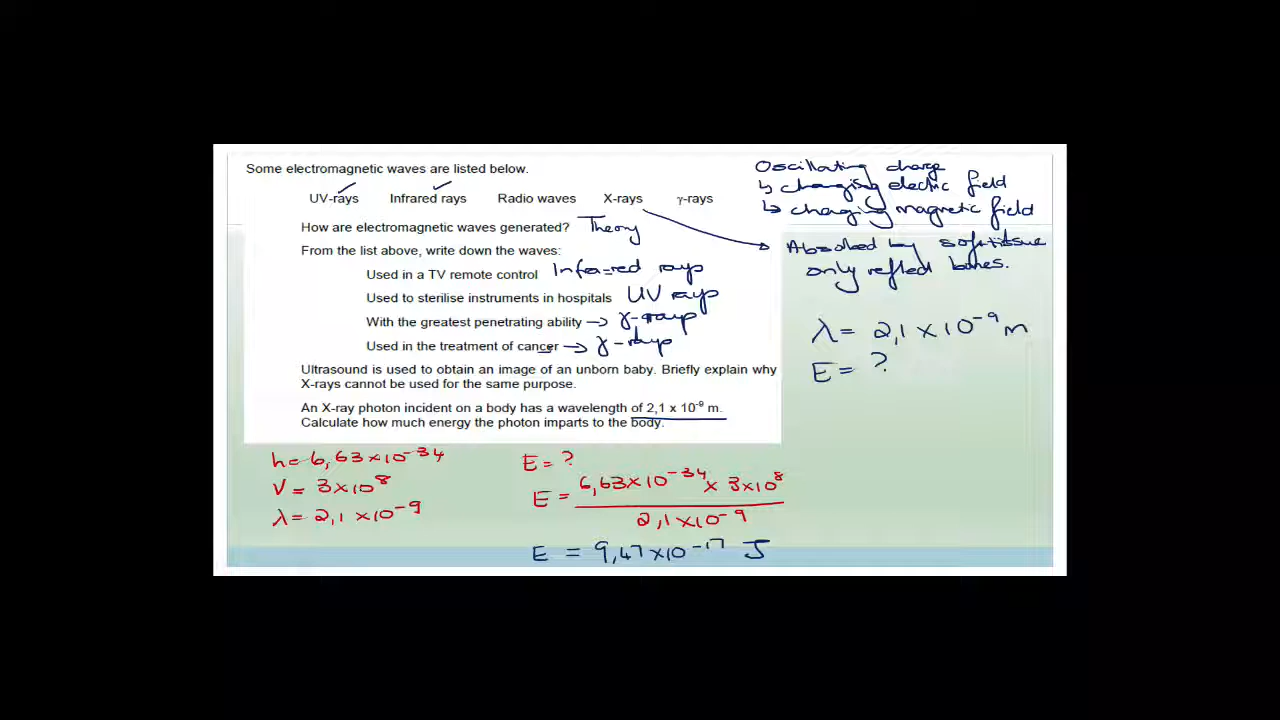 Some electromagnetic waves are listed below.
UV-rays Infrared rays Radio waves X-rays γ-rays
How are electromagnetic waves generated? Theory
From the list above, write down the waves:
Used in a TV remote control Infra-red rays
Used to sterilise instruments in hospitals UV rays
With the greatest penetrating ability → γ-rays
Used in the treatment of cancer → γ-rays
Ultrasound is used to obtain an image of an unborn baby. Briefly explain why
X-rays cannot be used for the same purpose.
An X-ray photon incident on a body has a wavelength of 2,1 x 10⁻⁹ m.
Calculate how much energy the photon imparts to the body.
Oscillating charge
↳ changing electric field
↳ changing magnetic field
Absorbed by soft tissue
only reflect bones.
λ = 2,1 × 10⁻⁹ m
E = ?
h = 6,63 × 10⁻³⁴
V = 3 × 10⁸
λ = 2,1 × 10⁻⁹
E = ?
E = 6,63 × 10⁻³⁴ × 3 × 10⁸
2,1 × 10⁻⁹
E = 9,47 × 10⁻¹⁷ J